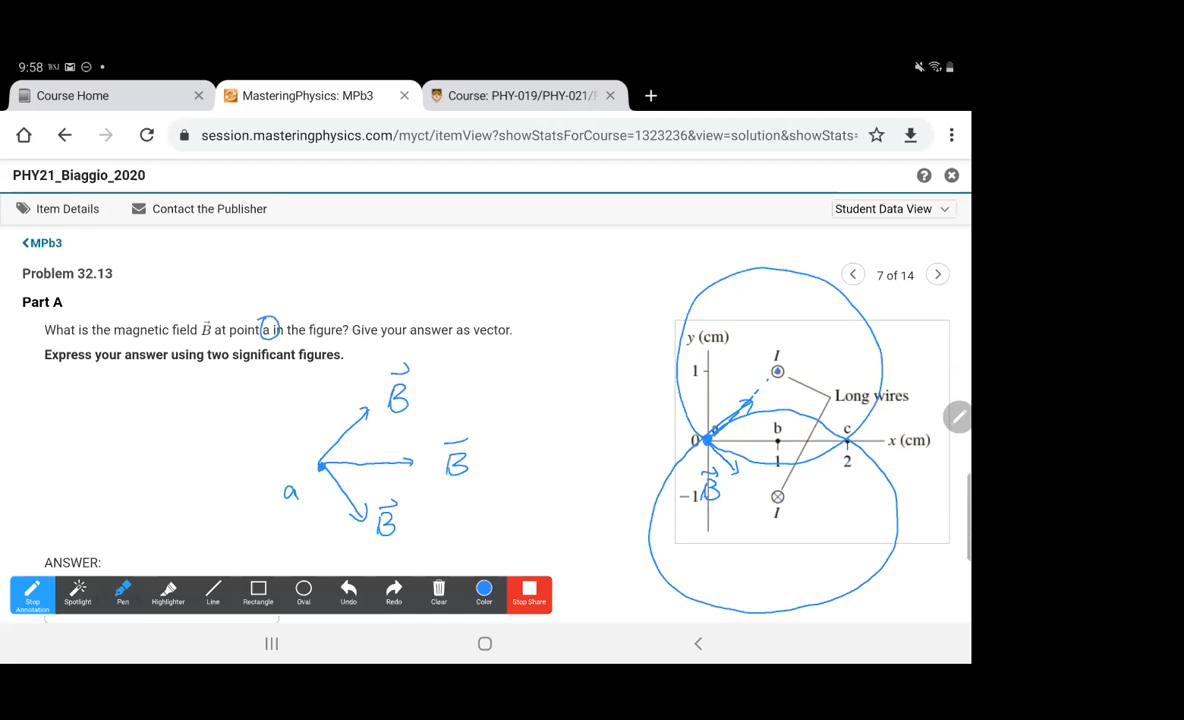 9:58 WSJ
Course Home
MasteringPhysics: MPb3
Course: PHY-019/PHY-021/
session.masteringphysics.com/myct/itemView?showStatsForCourse=1323236&view=solution&showStats=
PHY21_Biaggio_2020
Item Details
Contact the Publisher
Student Data View
MPb3
Problem 32.13
7 of 14
Part A
What is the magnetic field B⃗ at point a in the figure? Give your answer as vector.
Express your answer using two significant figures.
B⃗
B⃗
B⃗
a
y (cm)
I
1
Long wires
a
b
c
0
x (cm)
1
2
B⃗
−1
I
ANSWER:
Stop Annotation
Spotlight
Pen
Highlighter
Line
Rectangle
Oval
Undo
Redo
Clear
Color
Stop Share